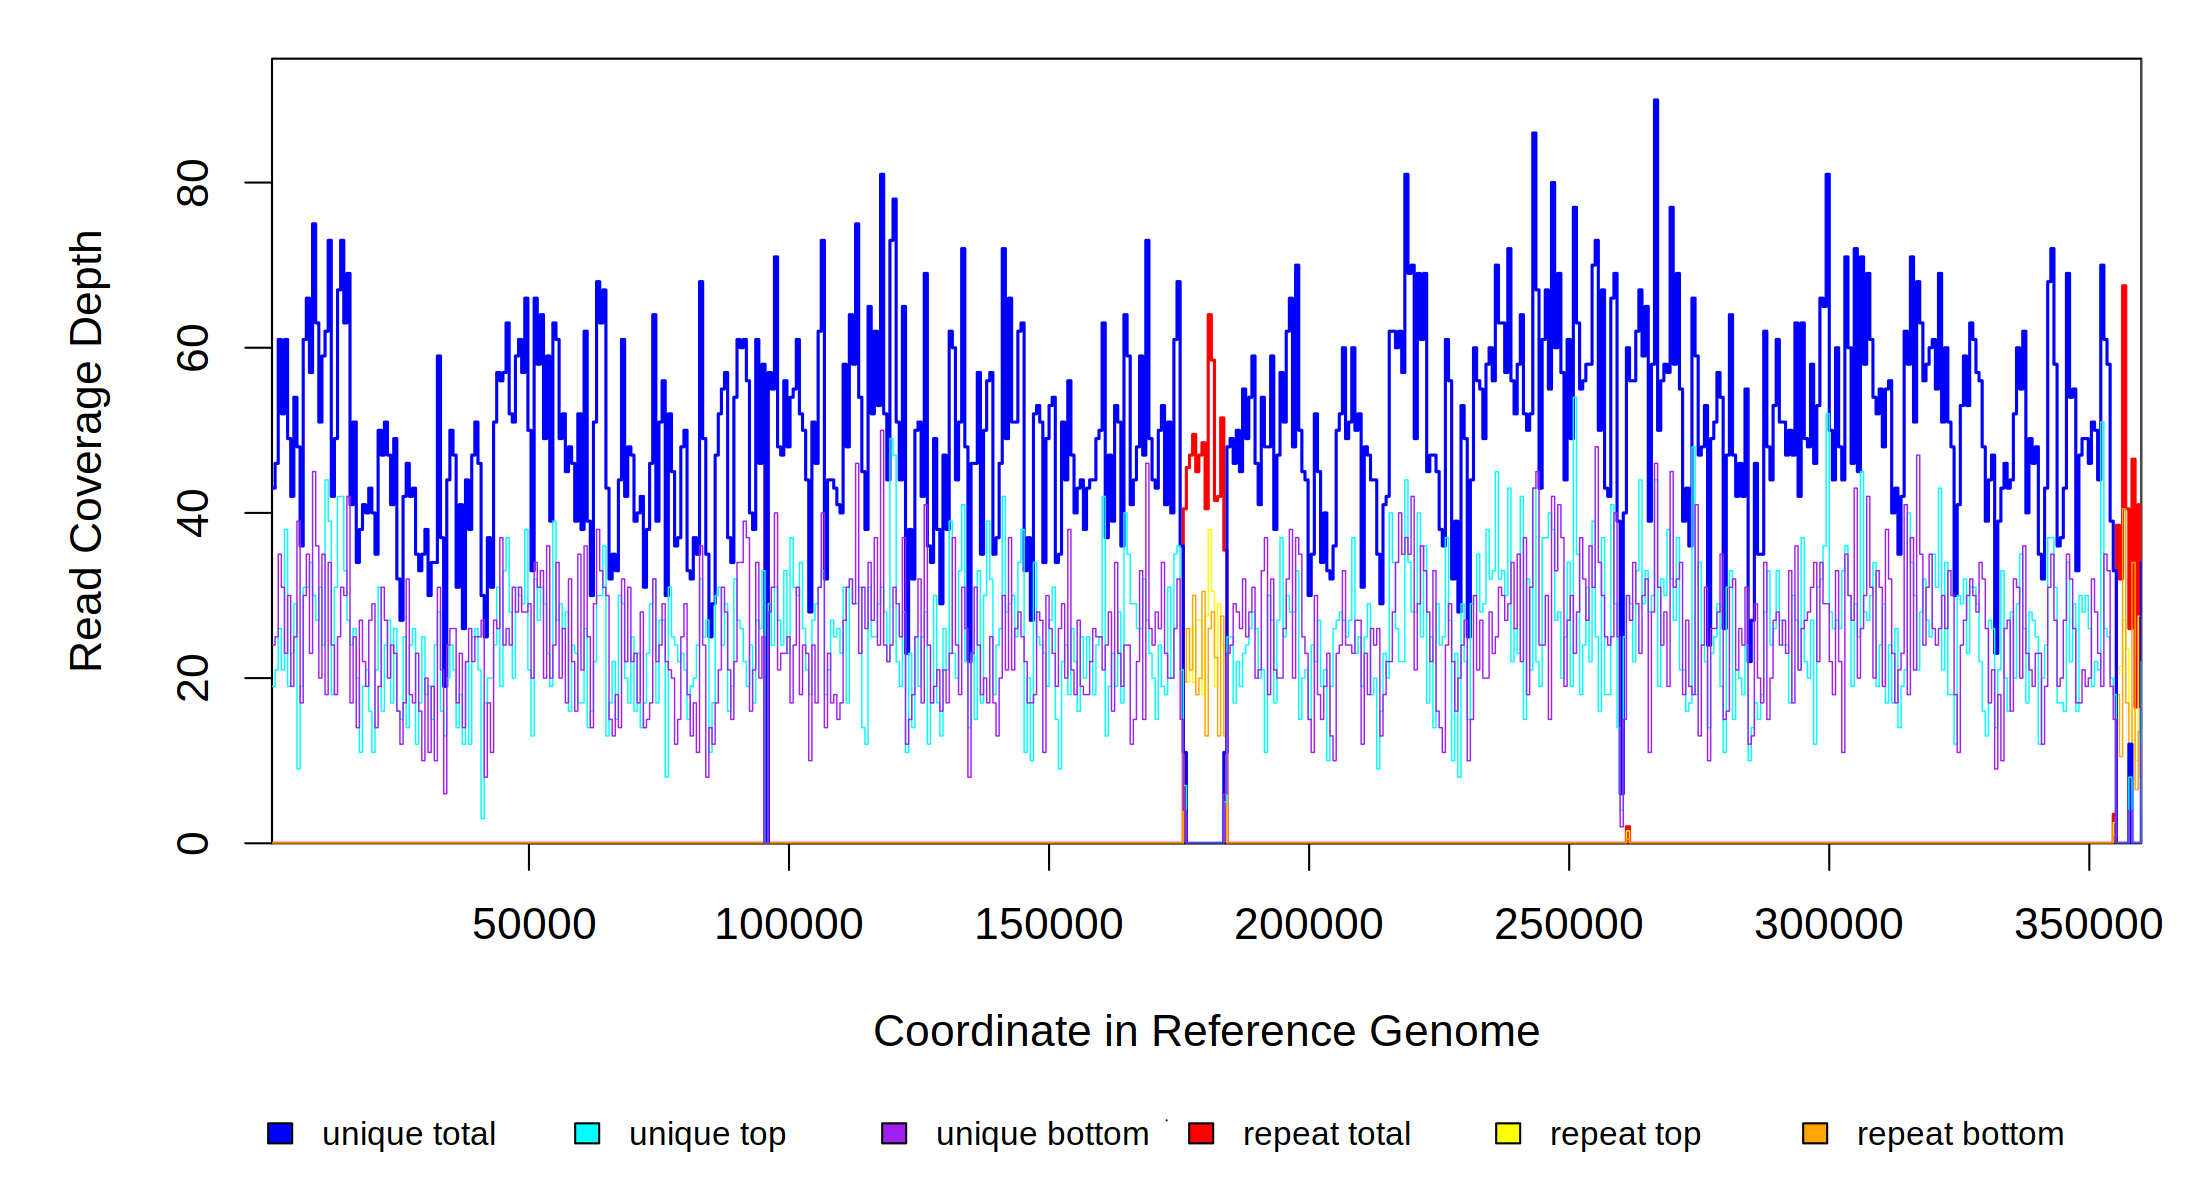 80
60
40
20
0
Read Coverage Depth
50000 100000 150000 200000 250000 300000 350000
Coordinate in Reference Genome
unique total unique top unique bottom repeat total repeat top repeat bottom